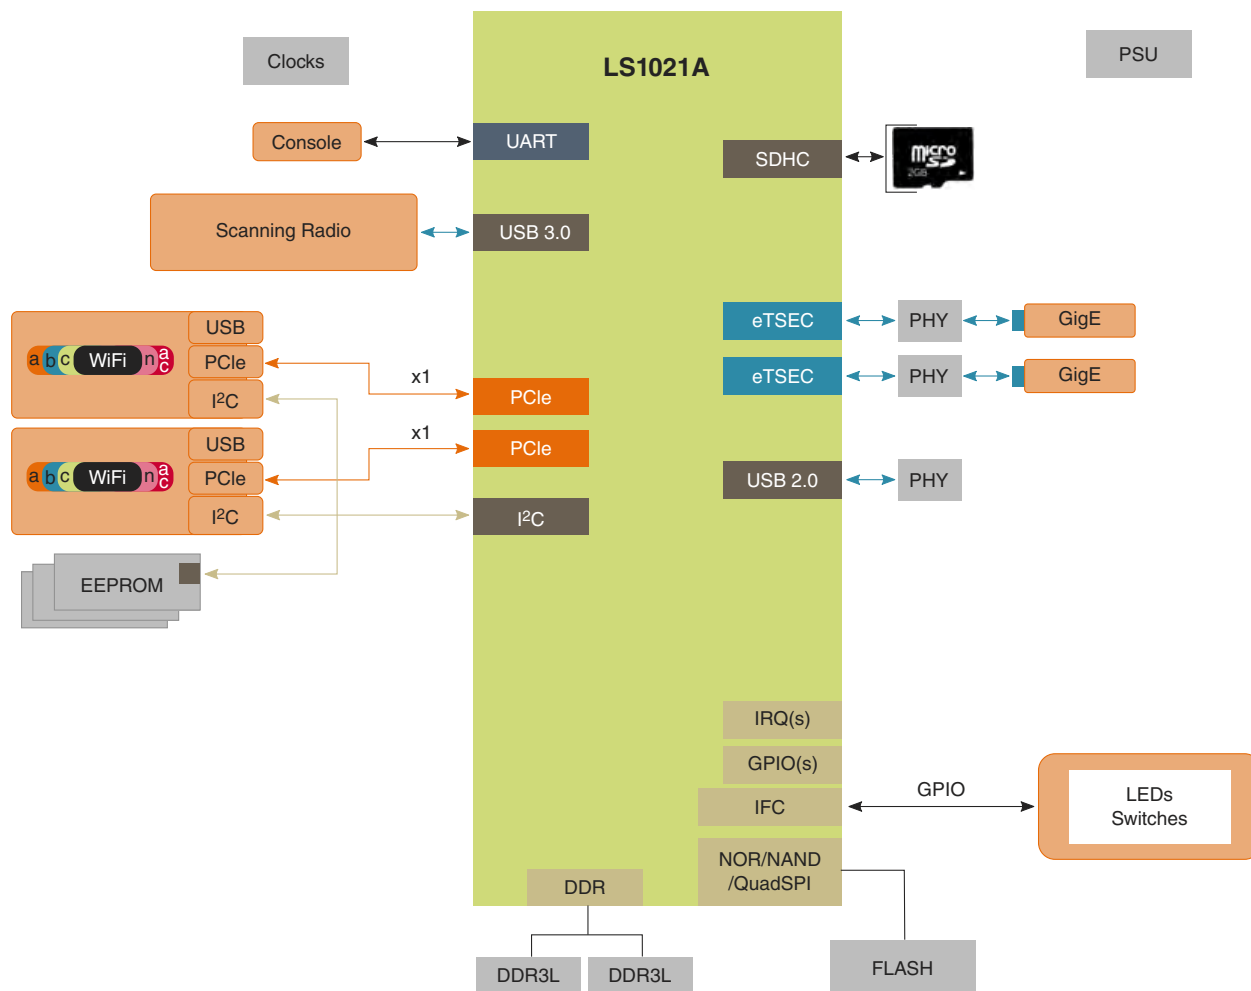 LS1021A
Clocks
PSU
Console
UART
SDHC
micro
SD
2GB
Scanning Radio
USB 3.0
eTSEC
PHY
GigE
eTSEC
PHY
GigE
USB
a b c WiFi n ac
PCIe
I²C
x1
PCIe
USB
a b c WiFi n ac
PCIe
I²C
x1
PCIe
USB 2.0
PHY
I²C
EEPROM
IRQ(s)
GPIO(s)
IFC
GPIO
LEDs
Switches
NOR/NAND
/QuadSPI
DDR
DDR3L
DDR3L
FLASH